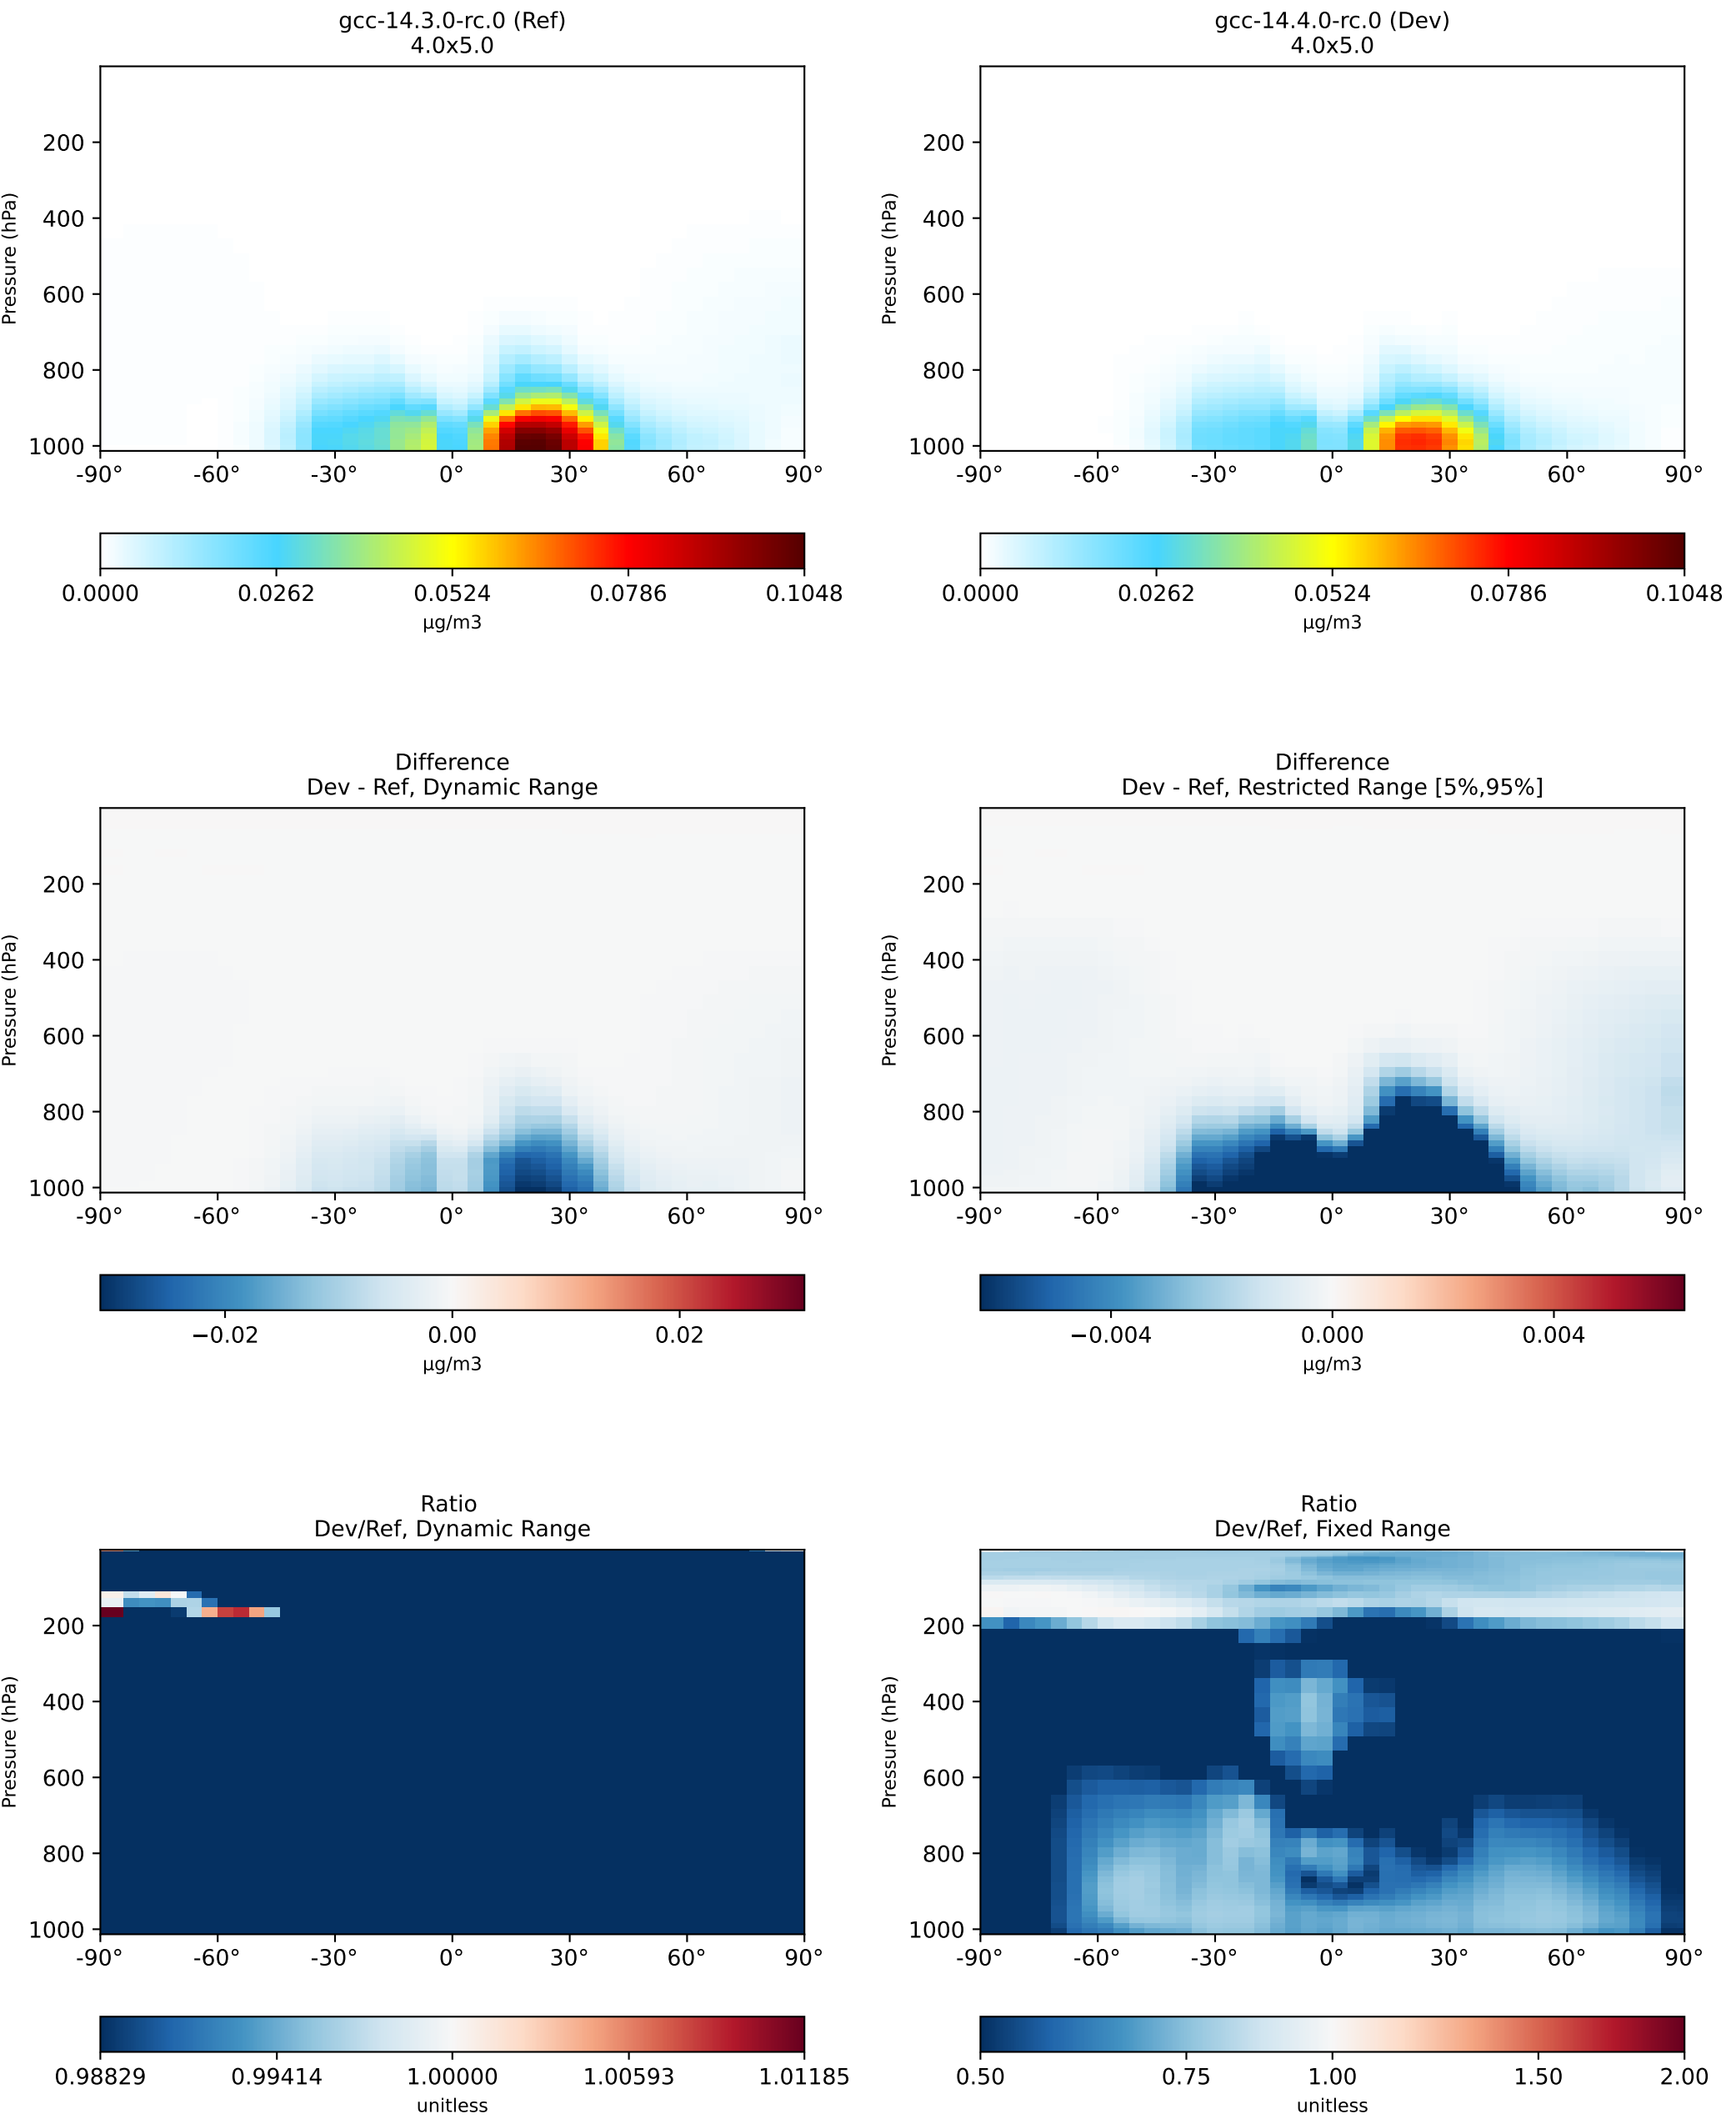 gcc-14.3.0-rc.0 (Ref)
4.0x5.0
Pressure (hPa)
200
400
600
800
1000
-90° -60° -30° 0° 30° 60° 90°
0.0000 0.0262 0.0524 0.0786 0.1048
µg/m3
gcc-14.4.0-rc.0 (Dev)
4.0x5.0
Pressure (hPa)
200
400
600
800
1000
-90° -60° -30° 0° 30° 60° 90°
0.0000 0.0262 0.0524 0.0786 0.1048
µg/m3
Difference
Dev - Ref, Dynamic Range
Pressure (hPa)
200
400
600
800
1000
-90° -60° -30° 0° 30° 60° 90°
−0.02 0.00 0.02
µg/m3
Difference
Dev - Ref, Restricted Range [5%,95%]
Pressure (hPa)
200
400
600
800
1000
-90° -60° -30° 0° 30° 60° 90°
−0.004 0.000 0.004
µg/m3
Ratio
Dev/Ref, Dynamic Range
Pressure (hPa)
200
400
600
800
1000
-90° -60° -30° 0° 30° 60° 90°
0.98829 0.99414 1.00000 1.00593 1.01185
unitless
Ratio
Dev/Ref, Fixed Range
Pressure (hPa)
200
400
600
800
1000
-90° -60° -30° 0° 30° 60° 90°
0.50 0.75 1.00 1.50 2.00
unitless